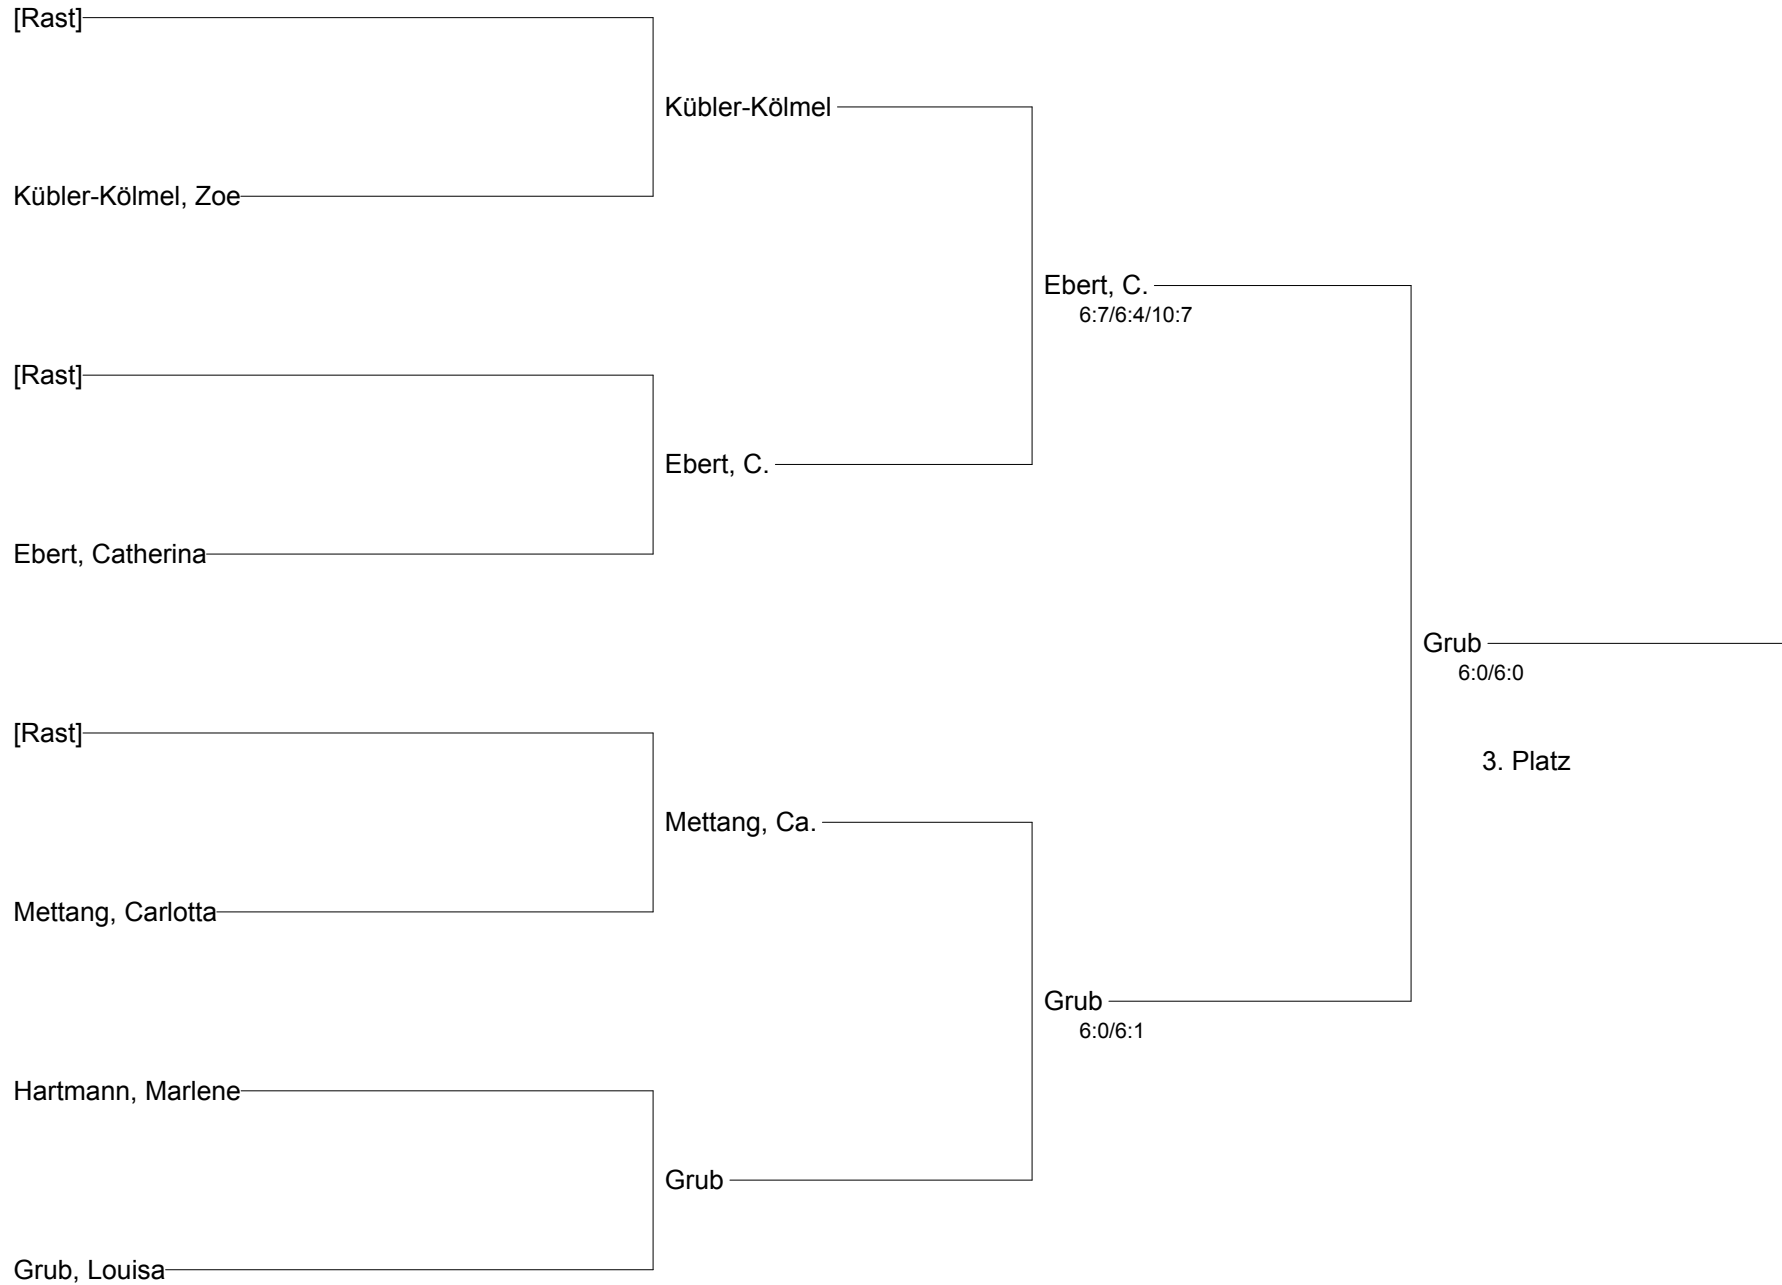 [Rast]
Kübler-Kölmel
Kübler-Kölmel, Zoe
Ebert, C.
6:7/6:4/10:7
[Rast]
Ebert, C.
Ebert, Catherina
Grub
6:0/6:0
[Rast]
3. Platz
Mettang, Ca.
Mettang, Carlotta
Grub
6:0/6:1
Hartmann, Marlene
Grub
Grub, Louisa